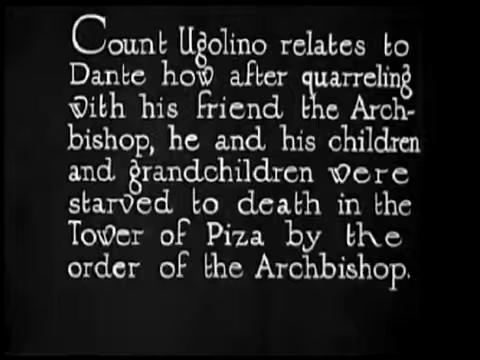 Count Ugolino relates to
Dante how after quarreling
with his friend the Arch-
bishop, he and his children
and grandchildren were
starved to death in the
Tower of Piza by the
order of the Archbishop.